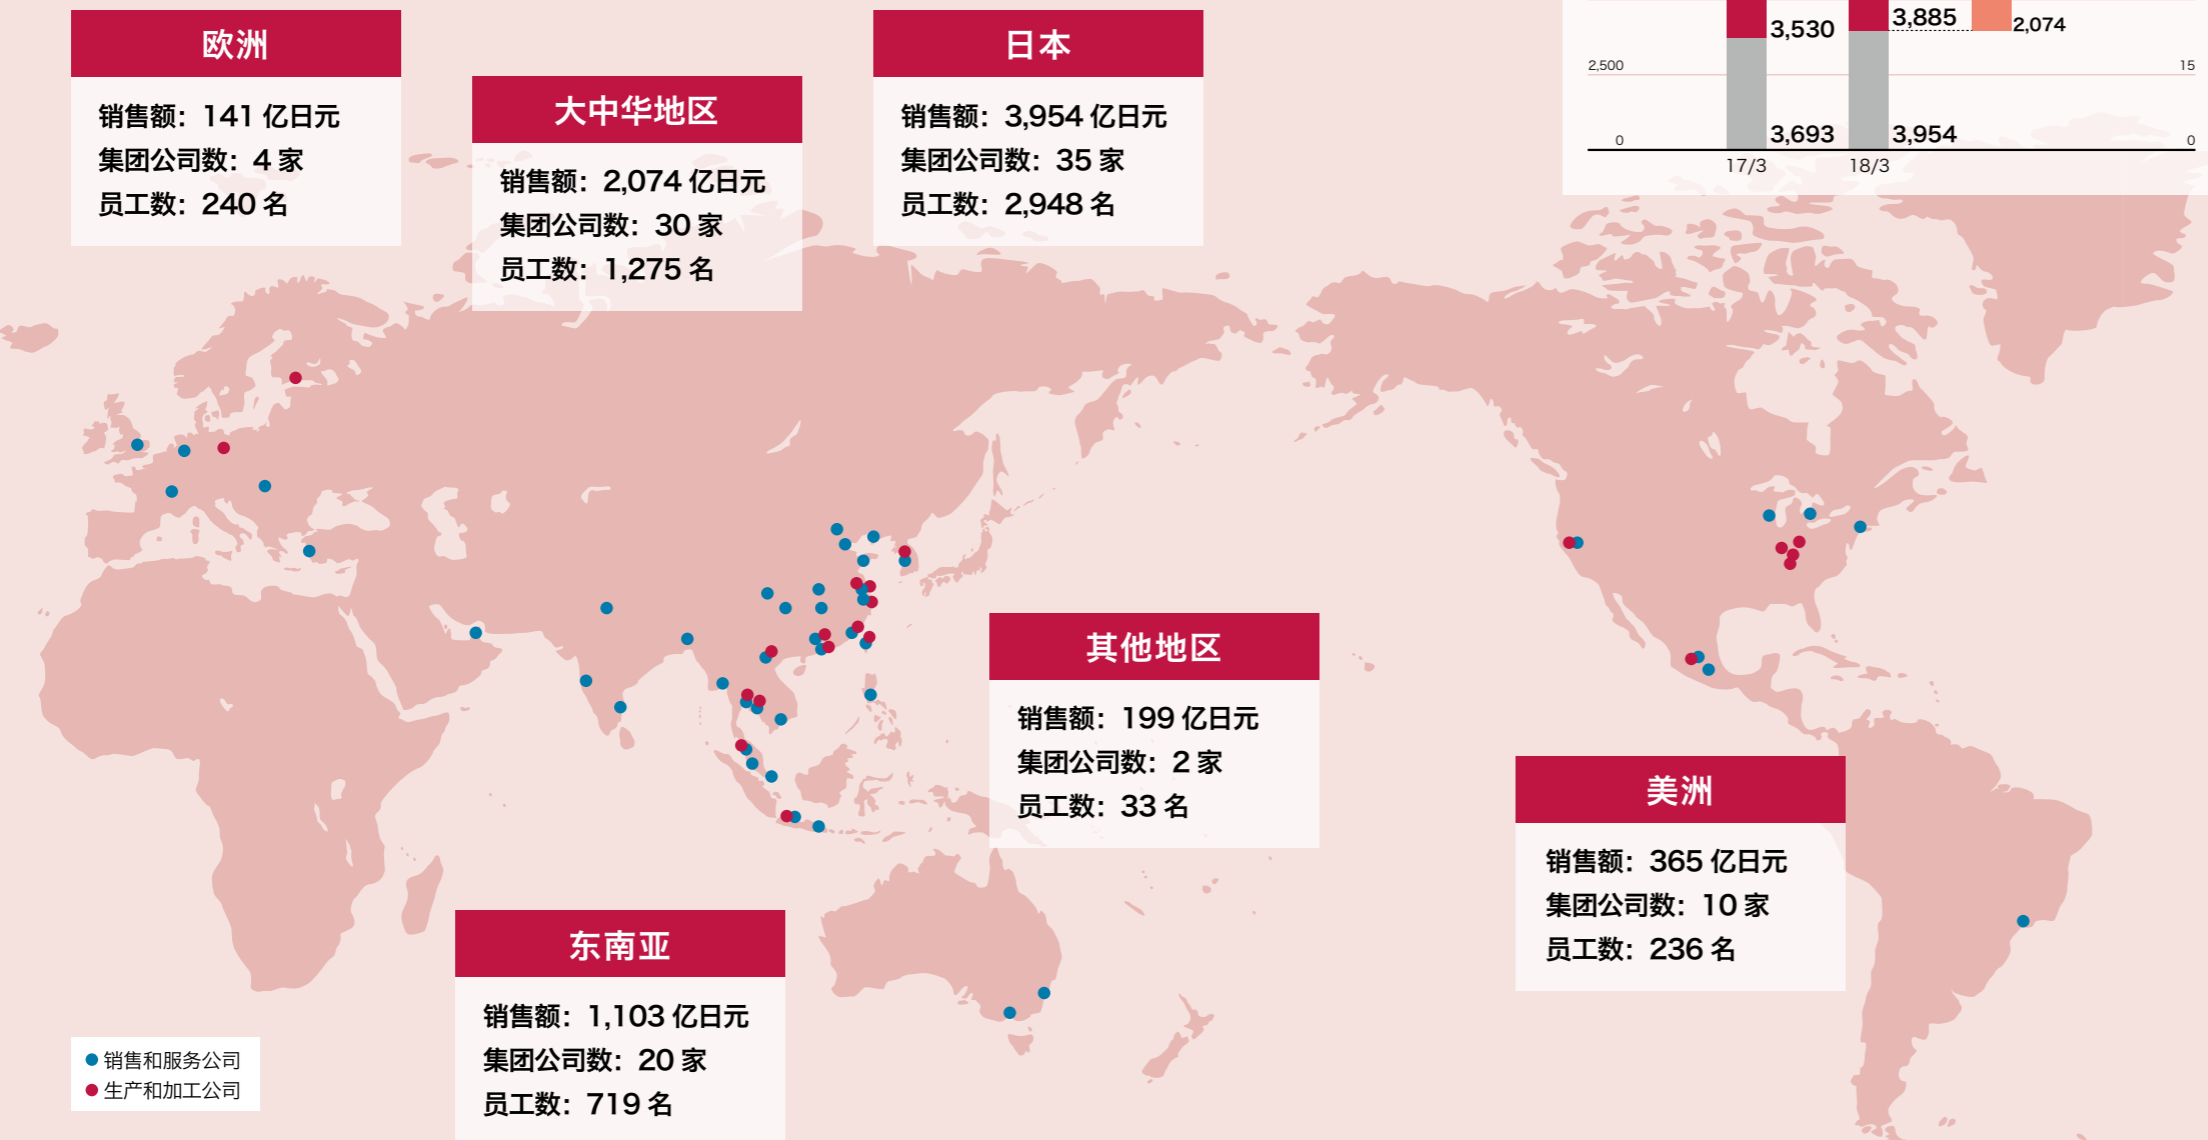 欧洲
销售额：141 亿日元
集团公司数：4 家
员工数：240 名
大中华地区
销售额：2,074 亿日元
集团公司数：30 家
员工数：1,275 名
日本
销售额：3,954 亿日元
集团公司数：35 家
员工数：2,948 名
3,530
3,885
2,074
2,500
15
0
3,693
3,954
0
17/3
18/3
其他地区
销售额：199 亿日元
集团公司数：2 家
员工数：33 名
美洲
销售额：365 亿日元
集团公司数：10 家
员工数：236 名
东南亚
销售额：1,103 亿日元
集团公司数：20 家
员工数：719 名
销售和服务公司
生产和加工公司